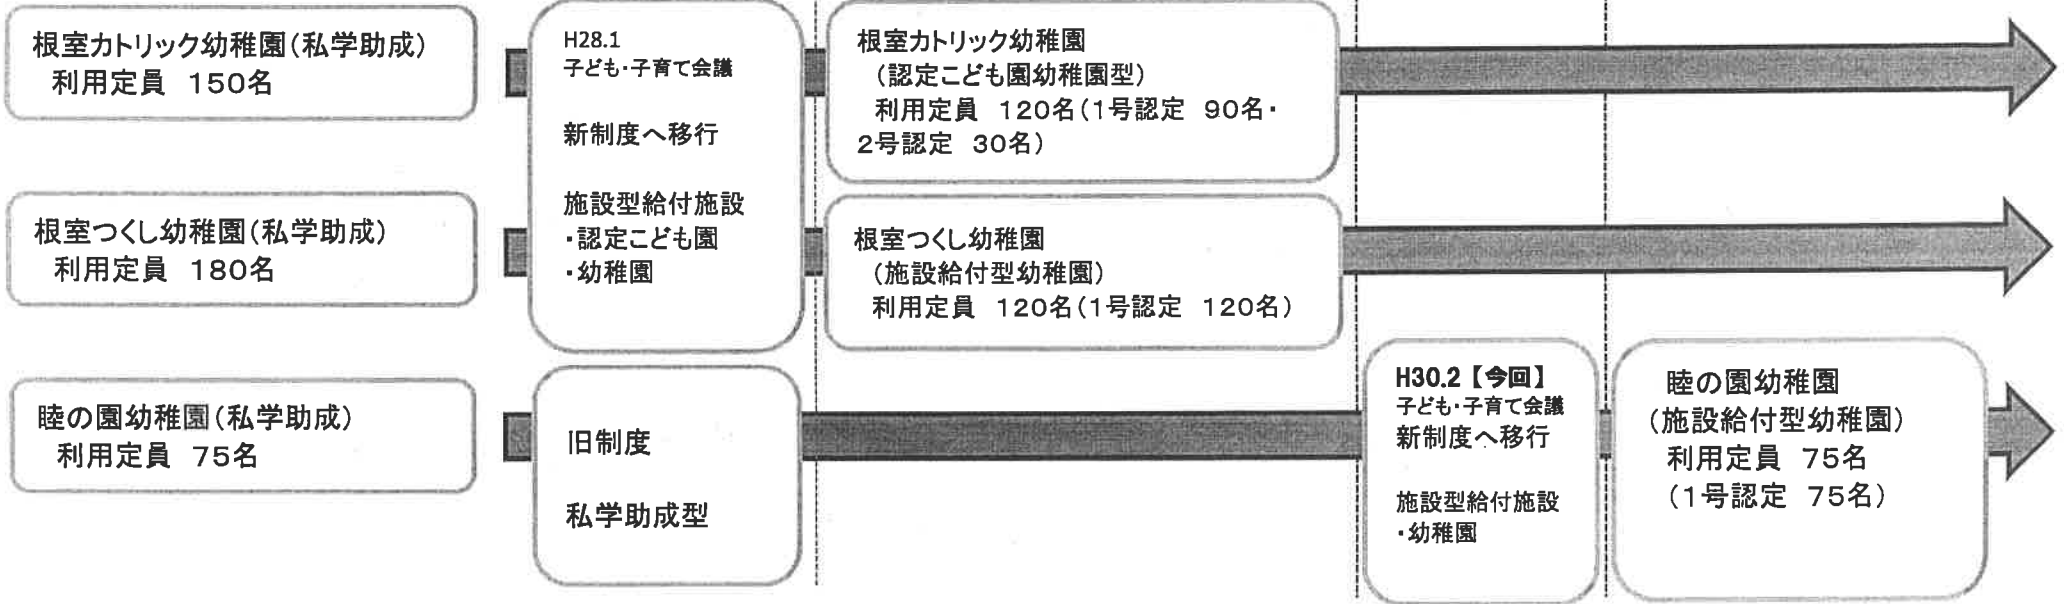 根室カトリック幼稚園(私学助成)
利用定員 150名
H28.1
子ども・子育て会議
新制度へ移行
施設型給付施設
・認定こども園
・幼稚園
根室カトリック幼稚園
(認定こども園幼稚園型)
利用定員 120名(1号認定 90名・
2号認定 30名)
根室つくし幼稚園(私学助成)
利用定員 180名
根室つくし幼稚園
(施設給付型幼稚園)
利用定員 120名(1号認定 120名)
睦の園幼稚園(私学助成)
利用定員 75名
旧制度
私学助成型
H30.2【今回】
子ども・子育て会議
新制度へ移行
施設型給付施設
・幼稚園
睦の園幼稚園
(施設給付型幼稚園)
利用定員 75名
(1号認定 75名)